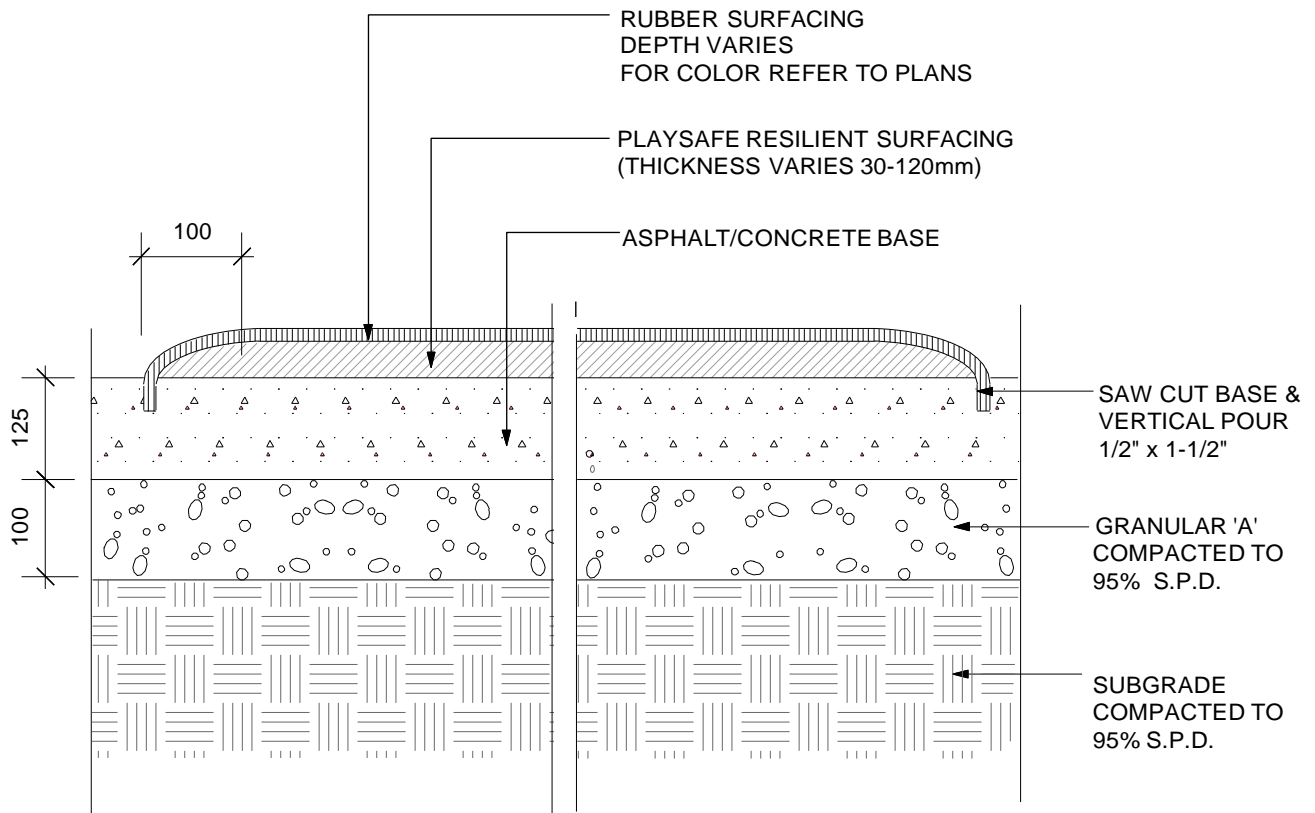 RUBBER SURFACING
DEPTH VARIES
FOR COLOR REFER TO PLANS
PLAYSAFE RESILIENT SURFACING
(THICKNESS VARIES 30-120mm)
100
ASPHALT/CONCRETE BASE
125
SAW CUT BASE &
VERTICAL POUR
1/2" x 1-1/2"
100
GRANULAR 'A'
COMPACTED TO
95% S.P.D.
SUBGRADE
COMPACTED TO
95% S.P.D.